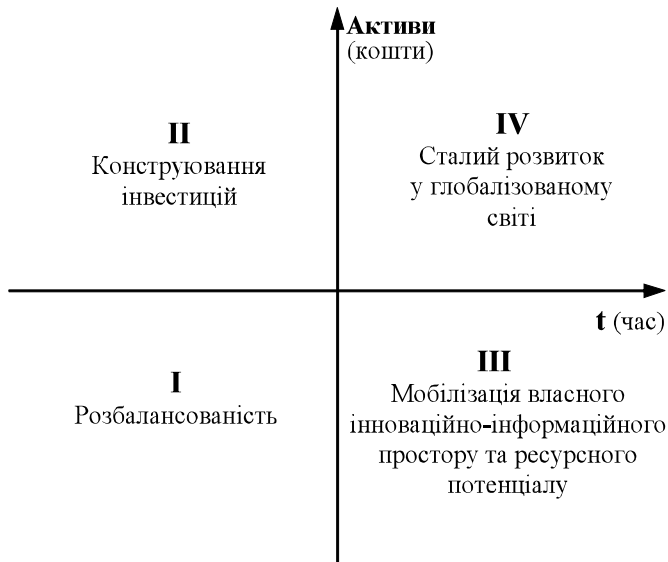 Активи
(кошти)
II
Конструювання
інвестицій
IV
Сталий розвиток
у глобалізованому
світі
t (час)
I
Розбалансованість
III
Мобілізація власного
інноваційно-інформаційного
простору та ресурсного
потенціалу